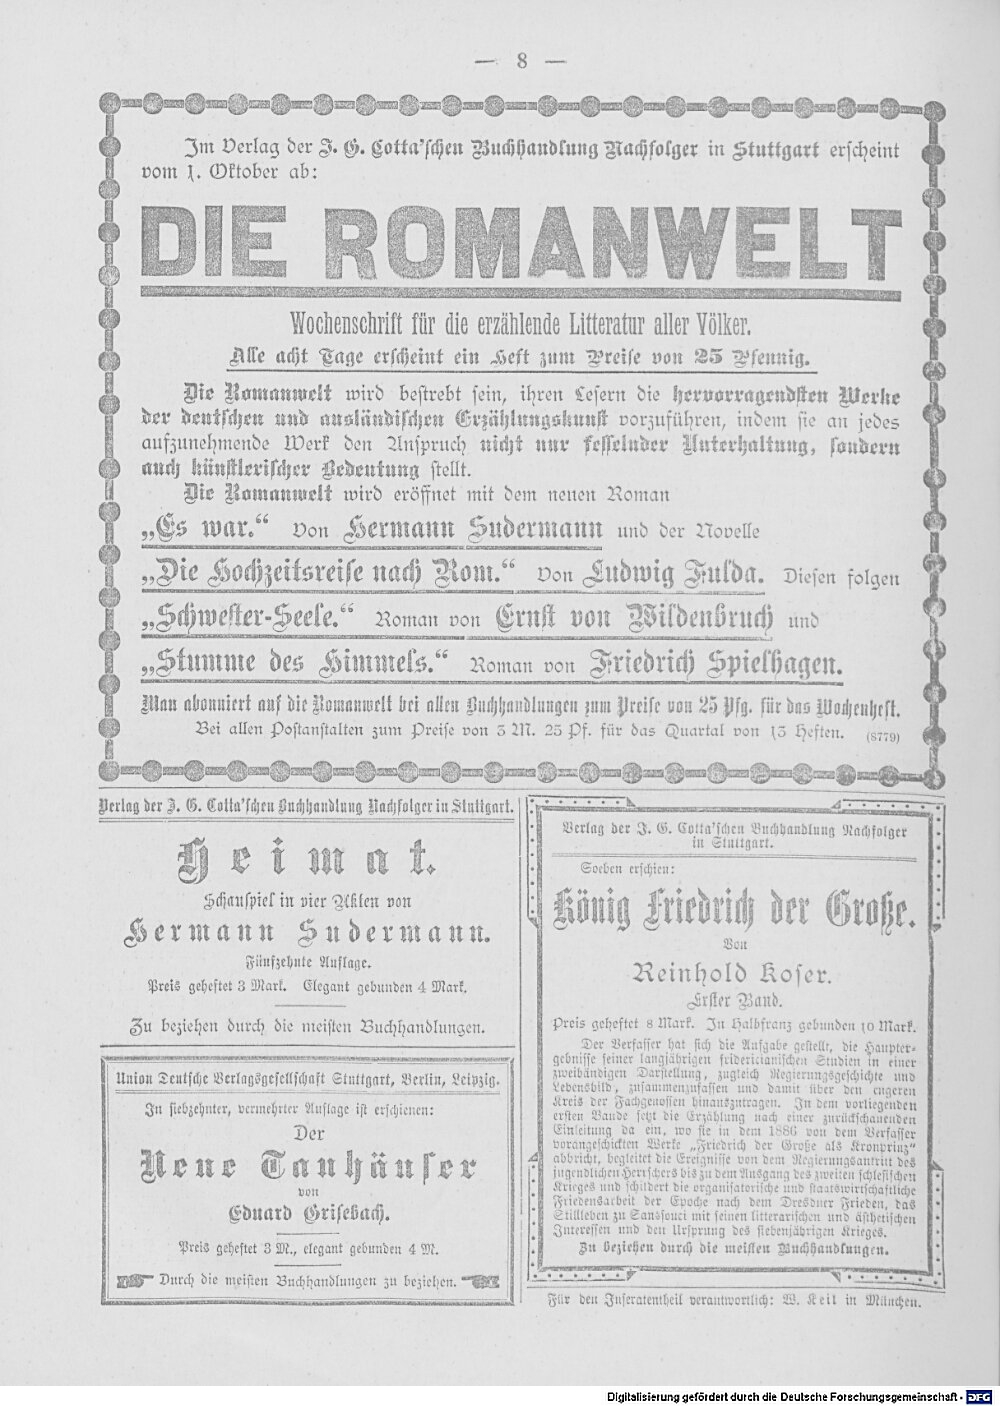 — 8 —
Im Verlag der J. G. Cotta'schen Buchhandlung Nachfolger in Stuttgart erscheint
vom 1. Oktober ab:
DIE ROMANWELT
Wochenschrift für die erzählende Litteratur aller Völker.
Alle acht Tage erscheint ein Heft zum Preise von 25 Pfennig.
Die Romanwelt wird bestrebt sein, ihren Lesern die hervorragendsten Werke
der deutschen und ausländischen Erzählungskunst vorzuführen, indem sie an jedes
aufzunehmende Werk den Anspruch nicht nur fesselnder Unterhaltung, sondern
auch künstlerischer Bedeutung stellt.
Die Romanwelt wird eröffnet mit dem neuen Roman
„Es war.“ Von Hermann Sudermann und der Novelle
„Die Hochzeitsreise nach Rom.“ Von Ludwig Fulda. Diesen folgen
„Schwester-Seele.“ Roman von Ernst von Wildenbruch und
„Stumme des Himmels.“ Roman von Friedrich Spielhagen.
Man abonniert auf die Romanwelt bei allen Buchhandlungen zum Preise von 25 Pfg. für das Wochenheft.
Bei allen Postanstalten zum Preise von 3 M. 25 Pf. für das Quartal von 13 Heften. (8779)
Verlag der J. G. Cotta'schen Buchhandlung Nachfolger in Stuttgart.
Heimat.
Schauspiel in vier Akten von
Hermann Sudermann.
Fünfzehnte Auflage.
Preis geheftet 3 Mark. Elegant gebunden 4 Mark.
Zu beziehen durch die meisten Buchhandlungen.
Union Deutsche Verlagsgesellschaft Stuttgart, Berlin, Leipzig.
In siebzehnter, vermehrter Auflage ist erschienen:
Der
Neue Tanhäuser
von
Eduard Grisebach.
Preis geheftet 3 M., elegant gebunden 4 M.
Durch die meisten Buchhandlungen zu beziehen.
Verlag der J. G. Cotta'schen Buchhandlung Nachfolger
in Stuttgart.
Soeben erschien:
König Friedrich der Große.
Von
Reinhold Koser.
Erster Band.
Preis geheftet 8 Mark. In Halbfranz gebunden 10 Mark.
Der Verfasser hat sich die Aufgabe gestellt, die Hauptergebnisse
seiner langjährigen fridericianischen Studien in einer
zweibändigen Darstellung, zugleich Regierungsgeschichte und
Lebensbild, zusammenzufassen und damit über den engeren
Kreis der Fachgenossen hinauszutragen. In dem vorliegenden
ersten Bande setzt die Erzählung nach einer zurückschauenden
Einleitung da ein, wo sie in dem 1886 von dem Verfasser
vorangeschickten Werke „Friedrich der Große als Kronprinz“
abbricht, begleitet die Ereignisse von dem Regierungsantritt des
jugendlichen Herrschers bis zu dem Ausgang des zweiten schlesischen
Krieges und schildert die organisatorische und staatswirtschaftliche
Friedensarbeit der Epoche nach dem Dresdner Frieden, das
Stillleben zu Sanssouci mit seinen litterarischen und ästhetischen
Interessen und den Ursprung des siebenjährigen Krieges.
Zu beziehen durch die meisten Buchhandlungen.
Für den Inseratentheil verantwortlich: W. Keil in München.
Digitalisierung gefördert durch die Deutsche Forschungsgemeinschaft - DFG